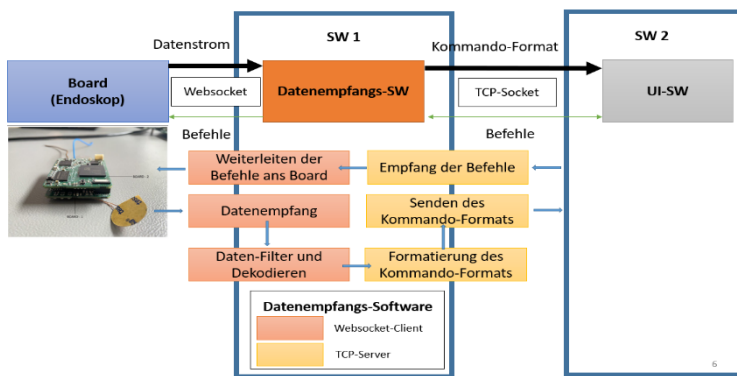 SW 1
SW 2
Datenstrom
Kommando-Format
Board
(Endoskop)
Websocket
Datenempfangs-SW
TCP-Socket
UI-SW
Befehle
Befehle
Weiterleiten der
Befehle ans Board
Empfang der Befehle
Datenempfang
Senden des
Kommando-Formats
Daten-Filter und
Dekodieren
Formatierung des
Kommando-Formats
Datenempfangs-Software
Websocket-Client
TCP-Server
6